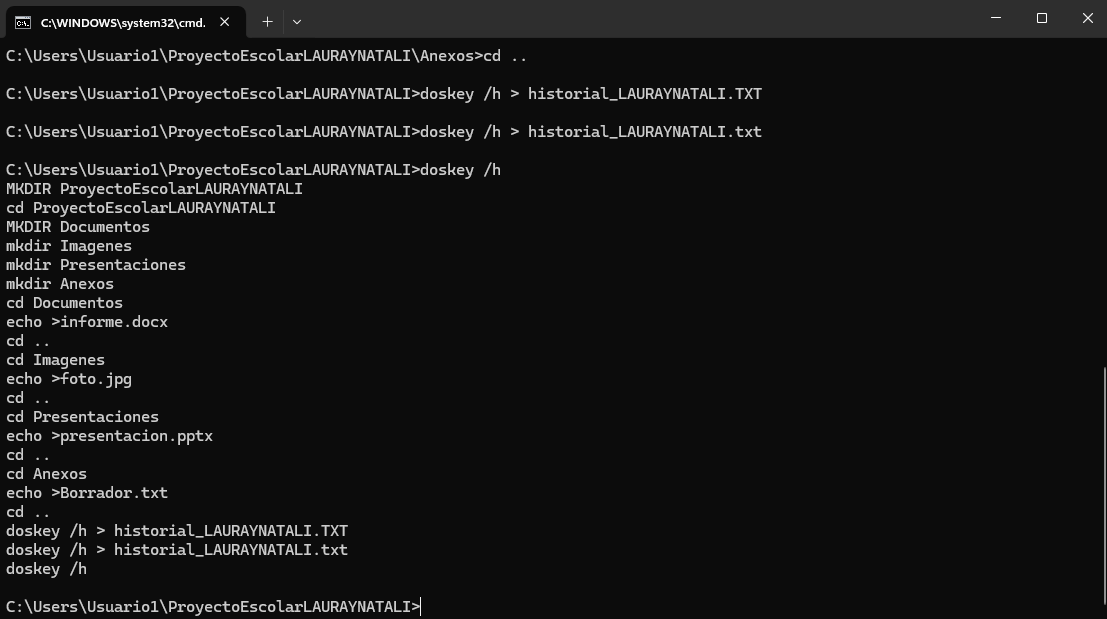 C:\WINDOWS\system32\cmd.
C:\Users\Usuario1\ProyectoEscolarLAURAYNATALI\Anexos>cd ..
C:\Users\Usuario1\ProyectoEscolarLAURAYNATALI>doskey /h > historial_LAURAYNATALI.TXT
C:\Users\Usuario1\ProyectoEscolarLAURAYNATALI>doskey /h > historial_LAURAYNATALI.txt
C:\Users\Usuario1\ProyectoEscolarLAURAYNATALI>doskey /h
MKDIR ProyectoEscolarLAURAYNATALI
cd ProyectoEscolarLAURAYNATALI
MKDIR Documentos
mkdir Imagenes
mkdir Presentaciones
mkdir Anexos
cd Documentos
echo >informe.docx
cd ..
cd Imagenes
echo >foto.jpg
cd ..
cd Presentaciones
echo >presentacion.pptx
cd ..
cd Anexos
echo >Borrador.txt
cd ..
doskey /h > historial_LAURAYNATALI.TXT
doskey /h > historial_LAURAYNATALI.txt
doskey /h
C:\Users\Usuario1\ProyectoEscolarLAURAYNATALI>